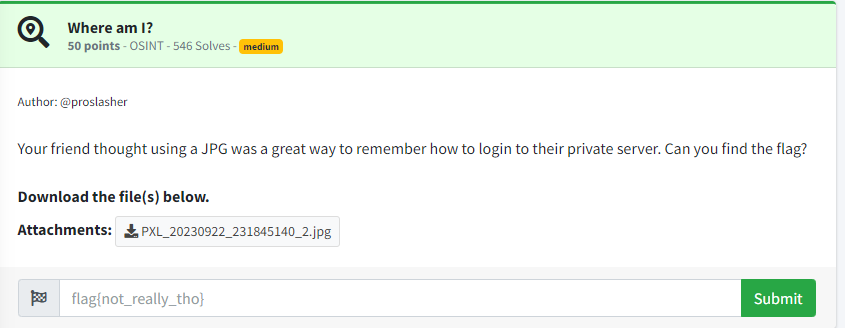 Where am I?
50 points - OSINT - 546 Solves - medium
Author: @proslasher
Your friend thought using a JPG was a great way to remember how to login to their private server. Can you find the flag?
Download the file(s) below.
Attachments: PXL_20230922_231845140_2.jpg
flag{not_really_tho} Submit